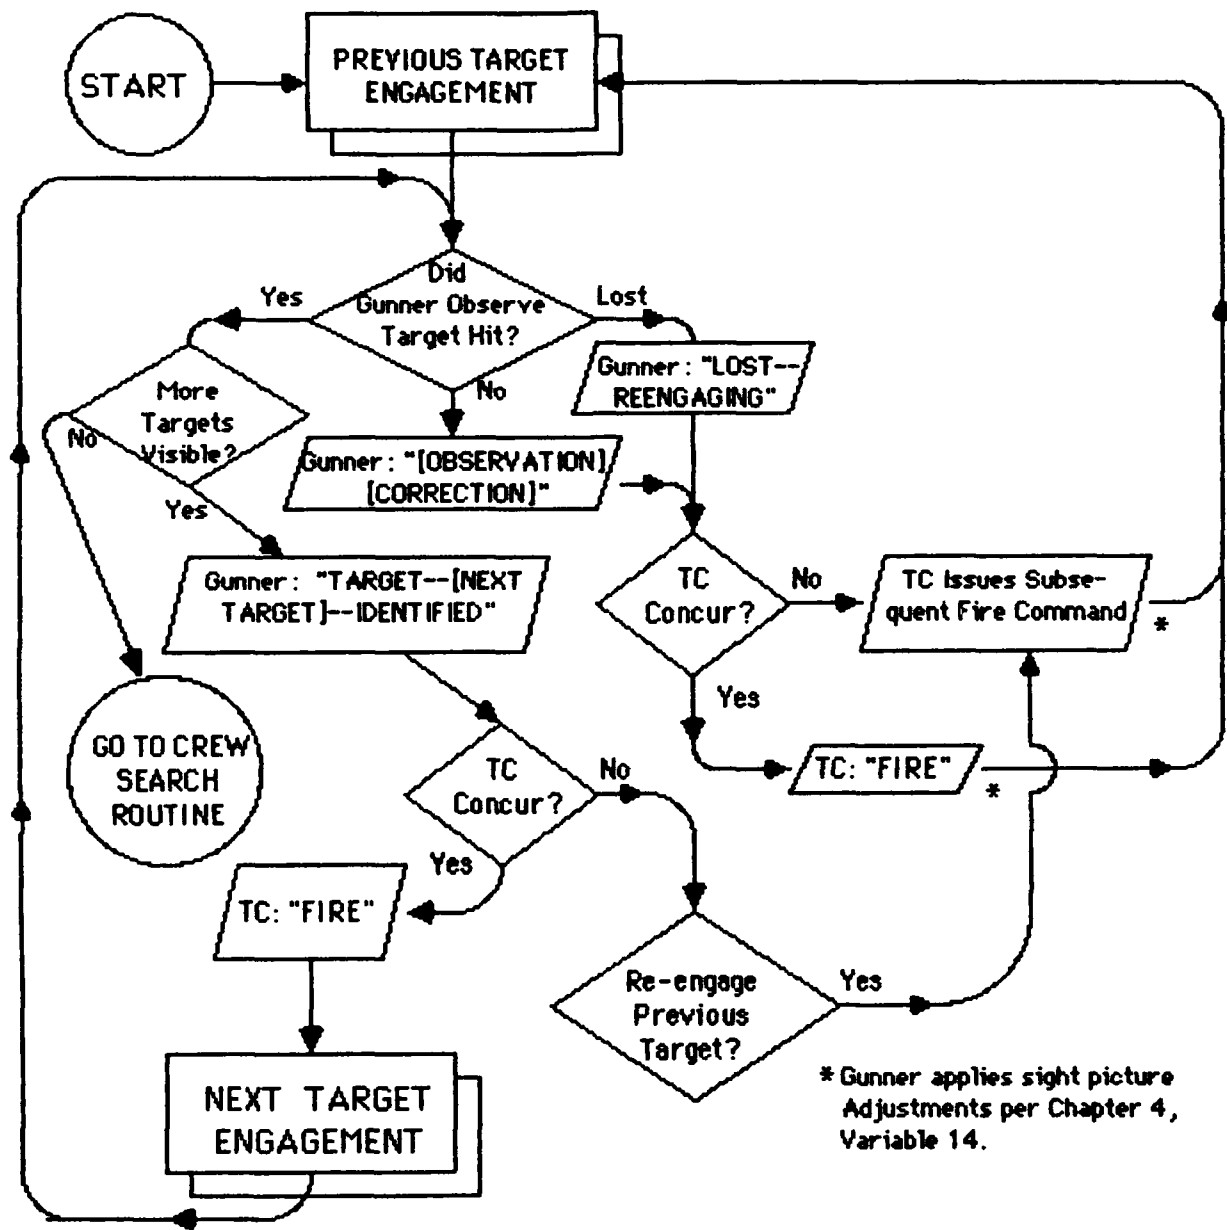 START
PREVIOUS TARGET
ENGAGEMENT
Did
Gunner Observe
Target Hit?
Yes
Lost
No
Gunner: "LOST--
REENGAGING"
More
Targets
Visible?
No
Yes
Gunner: "[OBSERVATION]
[CORRECTION]"
Gunner: "TARGET--[NEXT
TARGET]--IDENTIFIED"
TC
Concur?
No
Yes
TC Issues Subse-
quent Fire Command
*
TC: "FIRE"
*
GO TO CREW
SEARCH
ROUTINE
TC
Concur?
No
Yes
TC: "FIRE"
Re-engage
Previous
Target?
Yes
NEXT TARGET
ENGAGEMENT
* Gunner applies sight picture
Adjustments per Chapter 4,
Variable 14.